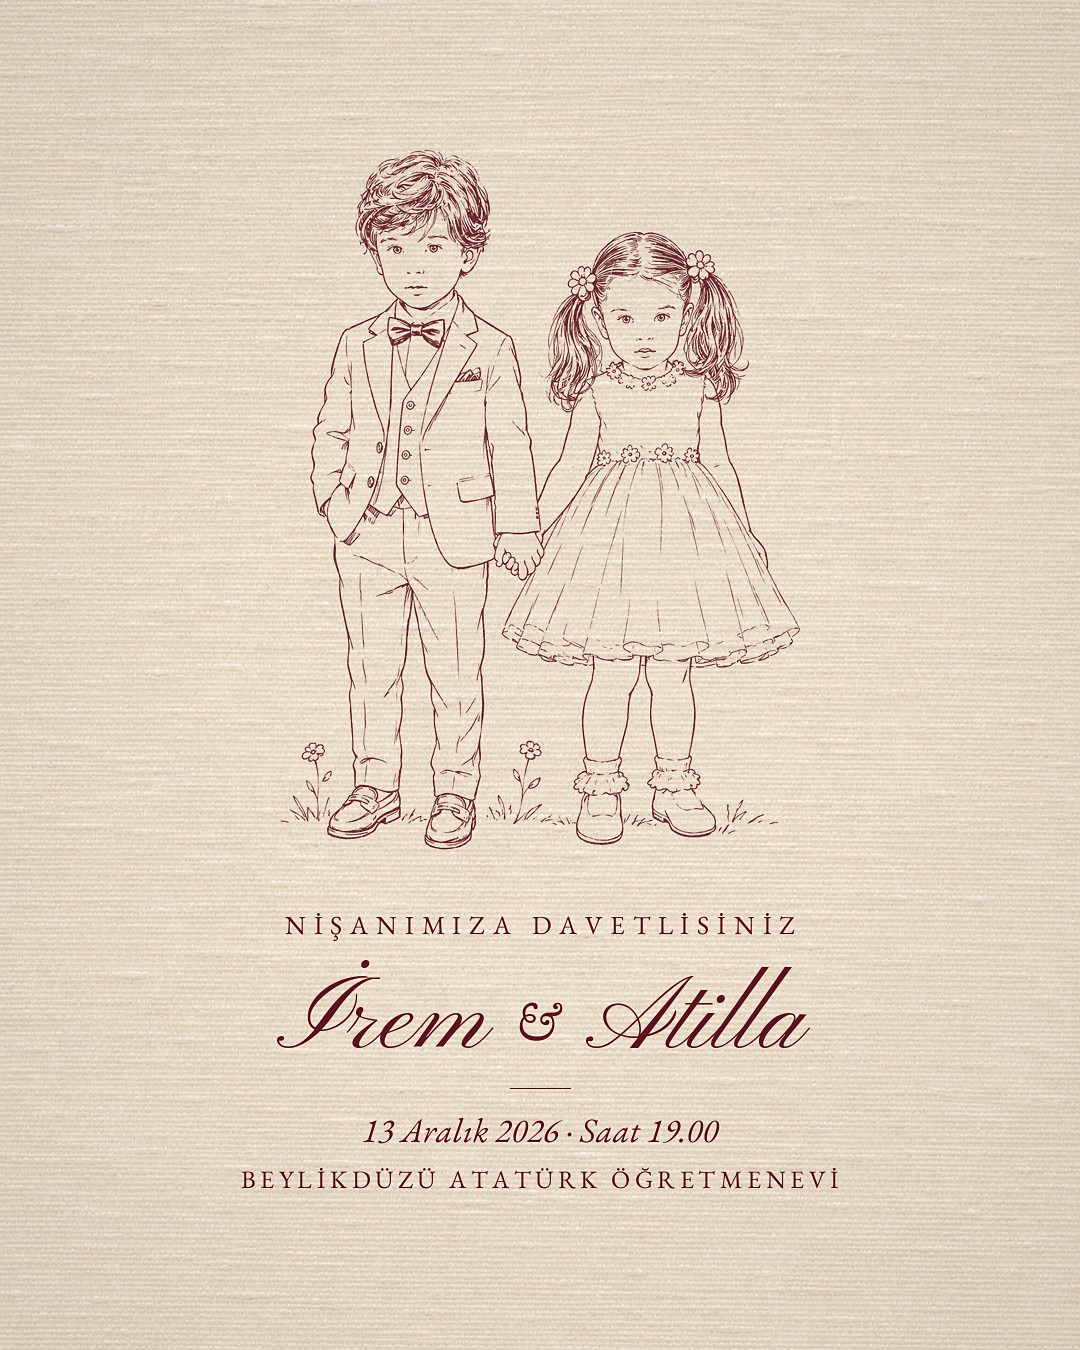 NİŞANIMIZA DAVETLİSİNİZ
İrem & Atilla
13 Aralık 2026 · Saat 19.00
BEYLİKDÜZÜ ATATÜRK ÖĞRETMENEVİ